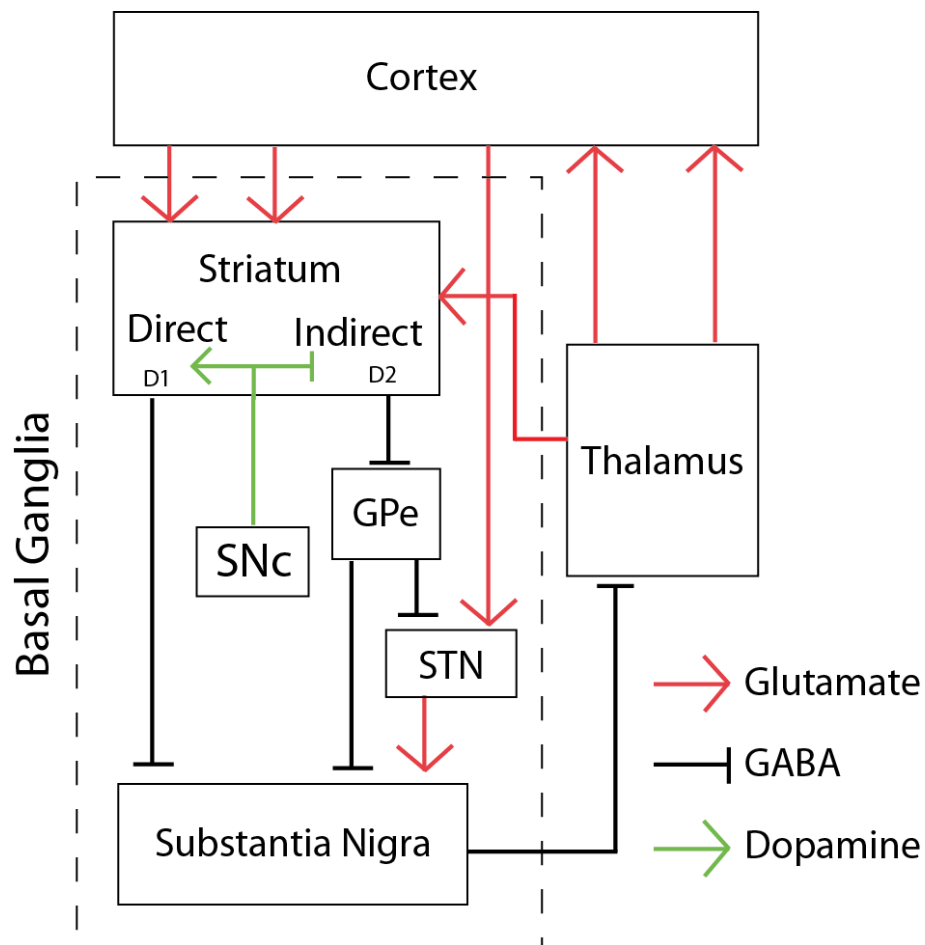 Cortex
Striatum
Direct
Indirect
D1
D2
Thalamus
GPe
SNc
Basal Ganglia
STN
Glutamate
GABA
Substantia Nigra
Dopamine